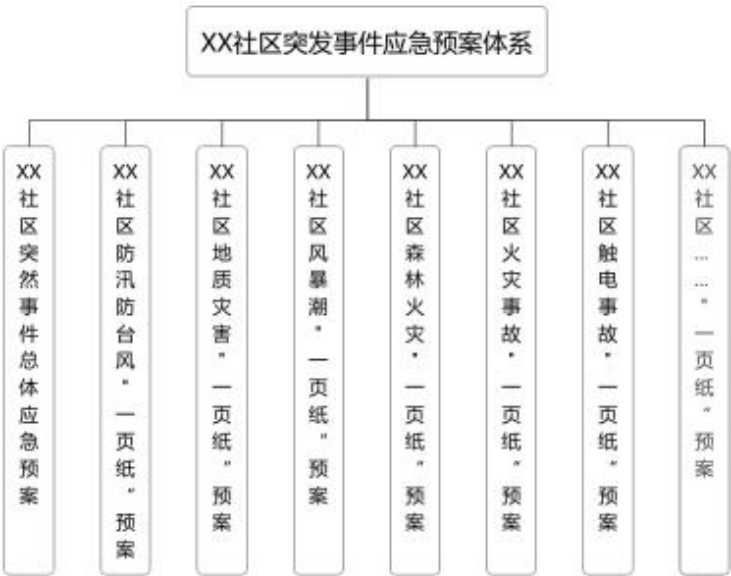 XX社区突发事件应急预案体系
XX社区突然事件总体应急预案
XX社区防汛防台风"一页纸"预案
XX社区地质灾害"一页纸"预案
XX社区风暴潮"一页纸"预案
XX社区森林火灾"一页纸"预案
XX社区火灾事故"一页纸"预案
XX社区触电事故"一页纸"预案
XX社区……"一页纸"预案